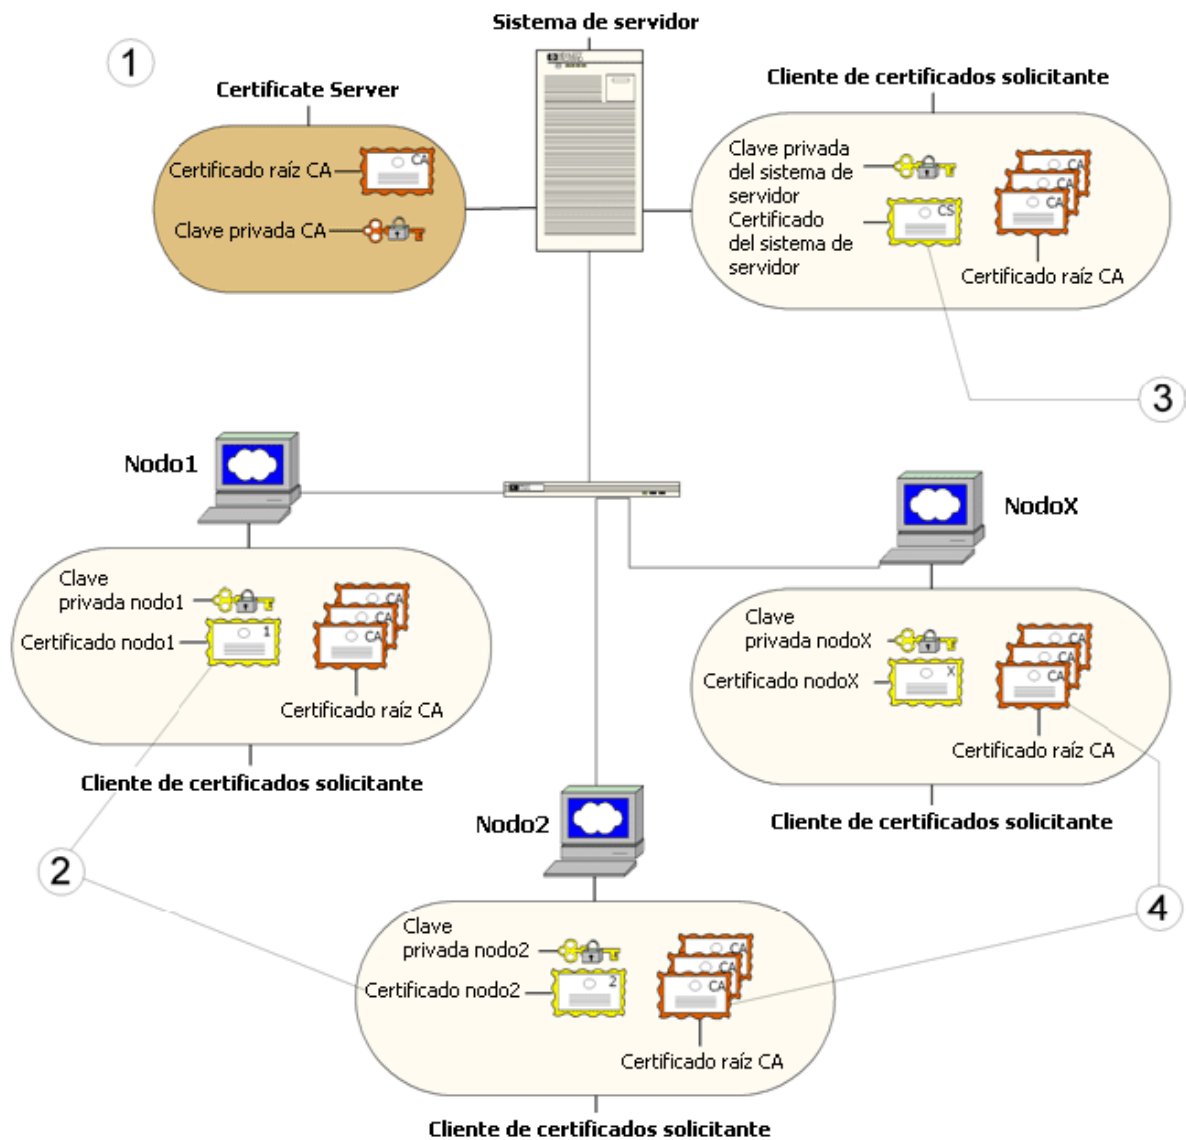 Sistema de servidor
1
Certificate Server
Certificado raíz CA
CA
Clave privada CA
Cliente de certificados solicitante
Clave privada
del sistema de
servidor
Certificado
del sistema de
servidor
CS
CA
CA
CA
Certificado raíz CA
3
Nodo1
Clave
privada nodo1
Certificado nodo1
1
CA
CA
CA
Certificado raíz CA
Cliente de certificados solicitante
NodoX
Clave
privada nodoX
Certificado nodoX
X
CA
CA
CA
Certificado raíz CA
Cliente de certificados solicitante
2
Nodo2
4
Clave
privada nodo2
Certificado nodo2
2
CA
CA
CA
Certificado raíz CA
Cliente de certificados solicitante